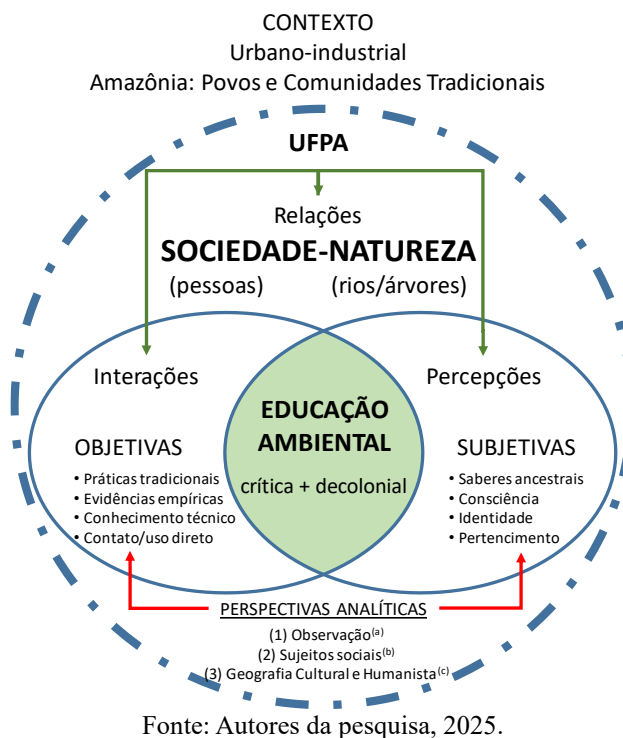 CONTEXTO
Urbano-industrial
Amazônia: Povos e Comunidades Tradicionais
UFPA
Relações
SOCIEDADE-NATUREZA
(pessoas) (rios/árvores)
Interações
OBJETIVAS
• Práticas tradicionais
• Evidências empíricas
• Conhecimento técnico
• Contato/uso direto
EDUCAÇÃO
AMBIENTAL
crítica + decolonial
Percepções
SUBJETIVAS
• Saberes ancestrais
• Consciência
• Identidade
• Pertencimento
PERSPECTIVAS ANALÍTICAS
(1) Observação(a)
(2) Sujeitos sociais(b)
(3) Geografia Cultural e Humanista(c)
Fonte: Autores da pesquisa, 2025.